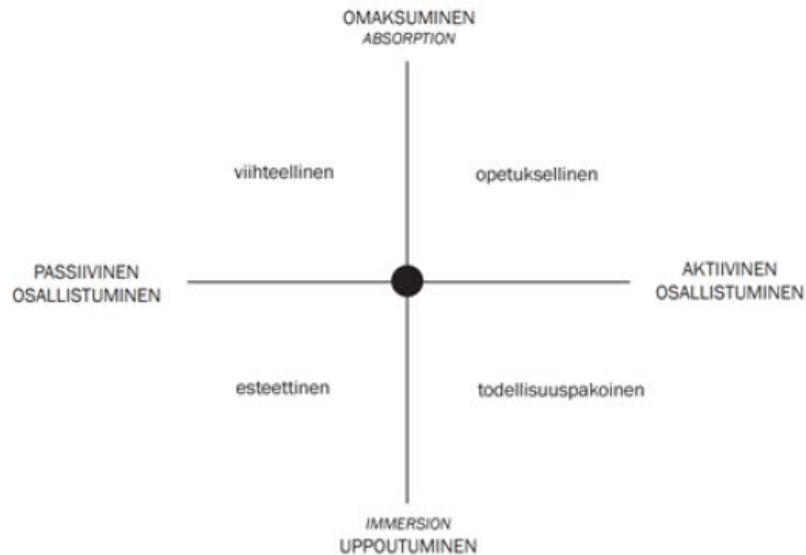 OMAKSUMINEN
ABSORPTION
viihteellinen
opetuksellinen
PASSIIVINEN
OSALLISTUMINEN
AKTIIVINEN
OSALLISTUMINEN
esteettinen
todellisuuspakoinen
IMMERSION
UPPOUTUMINEN